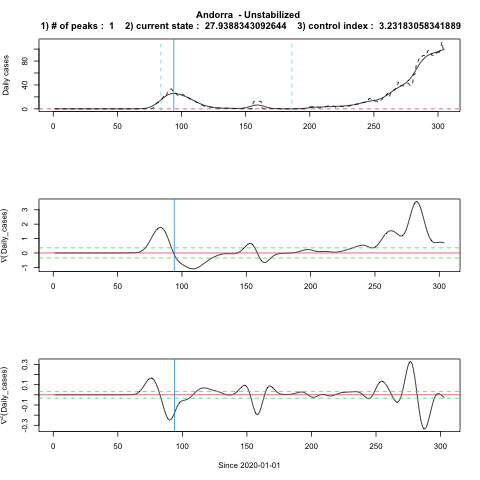 Andorra - Unstabilized
1) # of peaks : 1 2) current state : 27.9388343092644 3) control index : 3.23183058341889
Daily cases
0 40 80
0 50 100 150 200 250 300
∇(Daily_cases)
-1 0 1 2 3
0 50 100 150 200 250 300
∇²(Daily_cases)
-0.3 -0.1 0.1 0.3
0 50 100 150 200 250 300
Since 2020-01-01